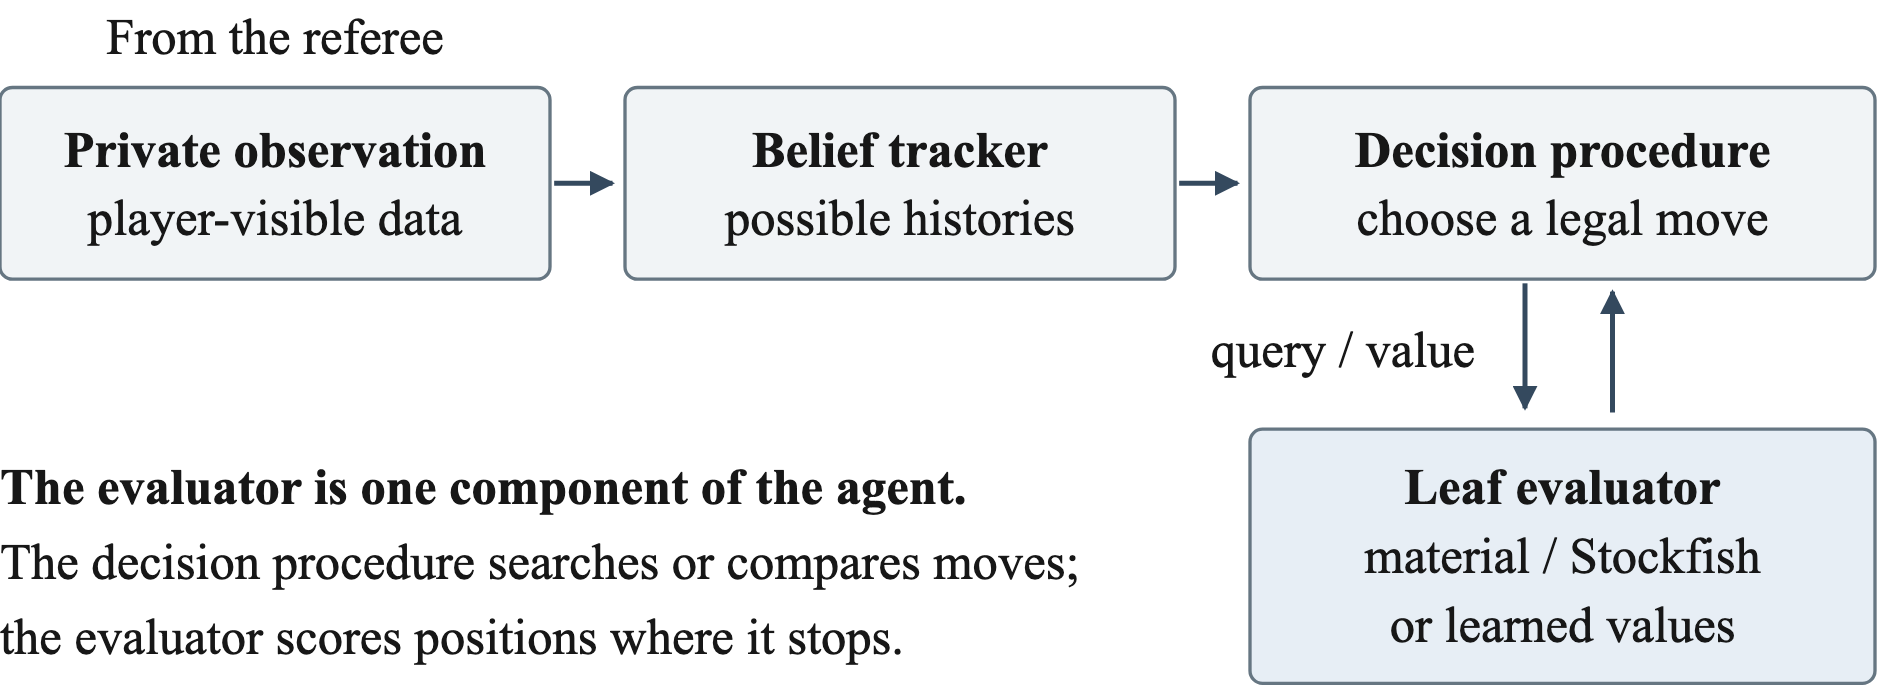 From the referee
Private observation
player-visible data
Belief tracker
possible histories
Decision procedure
choose a legal move
query / value
Leaf evaluator
material / Stockfish
or learned values
The evaluator is one component of the agent.
The decision procedure searches or compares moves;
the evaluator scores positions where it stops.